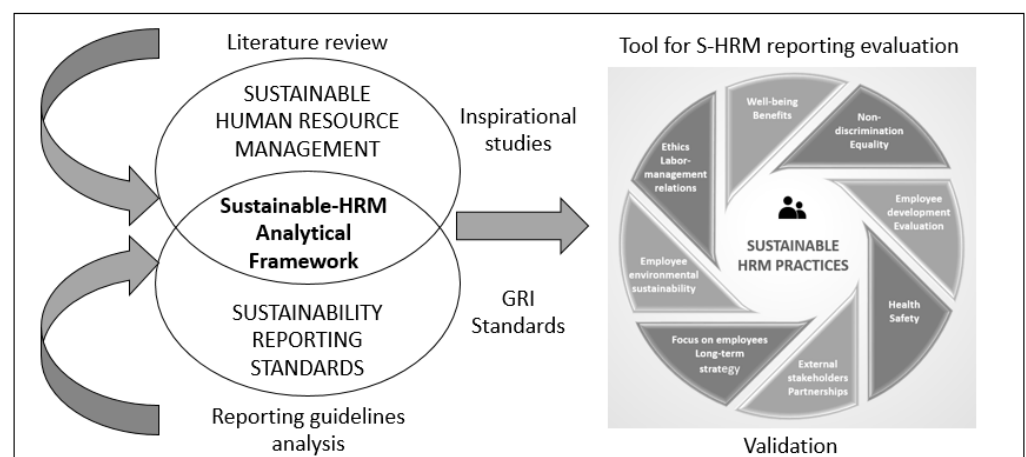 Literature review
SUSTAINABLE
HUMAN RESOURCE
MANAGEMENT
Sustainable-HRM
Analytical
Framework
SUSTAINABILITY
REPORTING
STANDARDS
Reporting guidelines
analysis
Inspirational
studies
GRI
Standards
Tool for S-HRM reporting evaluation
Well-being
Benefits
Non-
discrimination
Equality
Employee
development
Evaluation
Health
Safety
External
stakeholders
Partnerships
Focus on employees
Long-term
strategy
Employee
environmental
sustainability
Ethics
Labor-
management
relations
SUSTAINABLE
HRM PRACTICES
Validation